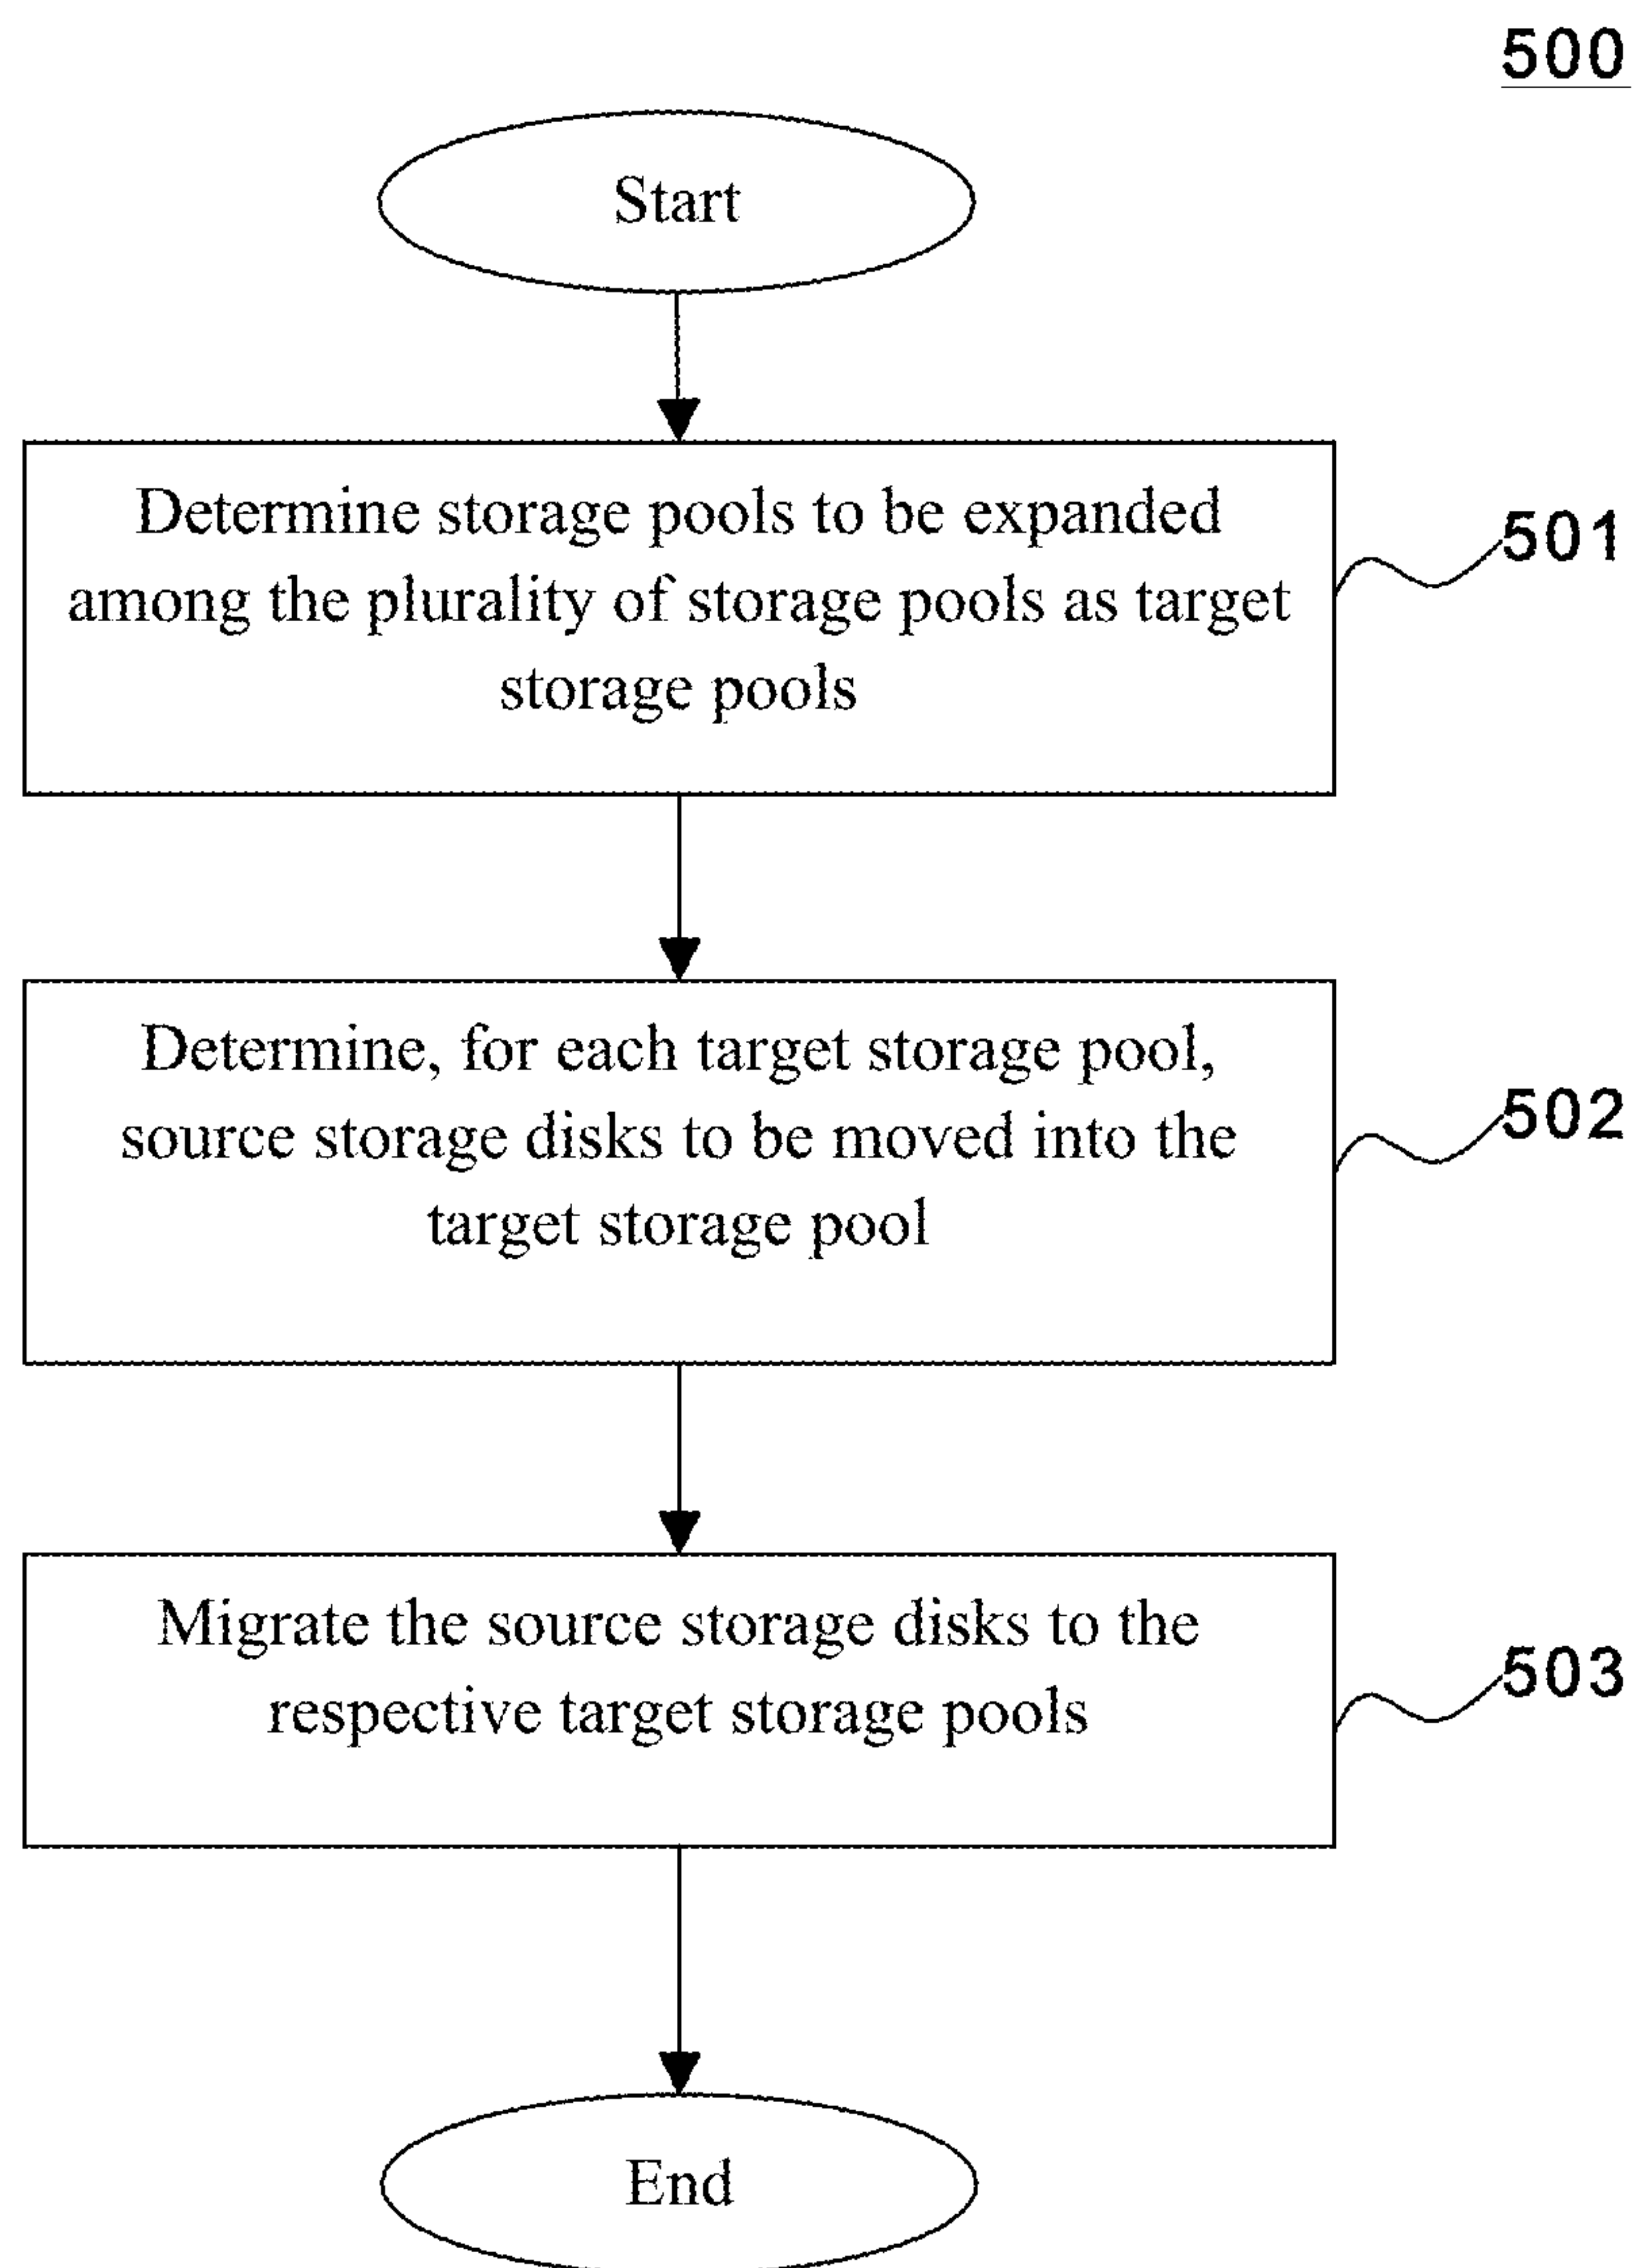 500
Start
Determine storage pools to be expanded
among the plurality of storage pools as target
storage pools
501
Determine, for each target storage pool,
source storage disks to be moved into the
target storage pool
502
Migrate the source storage disks to the
respective target storage pools
503
End